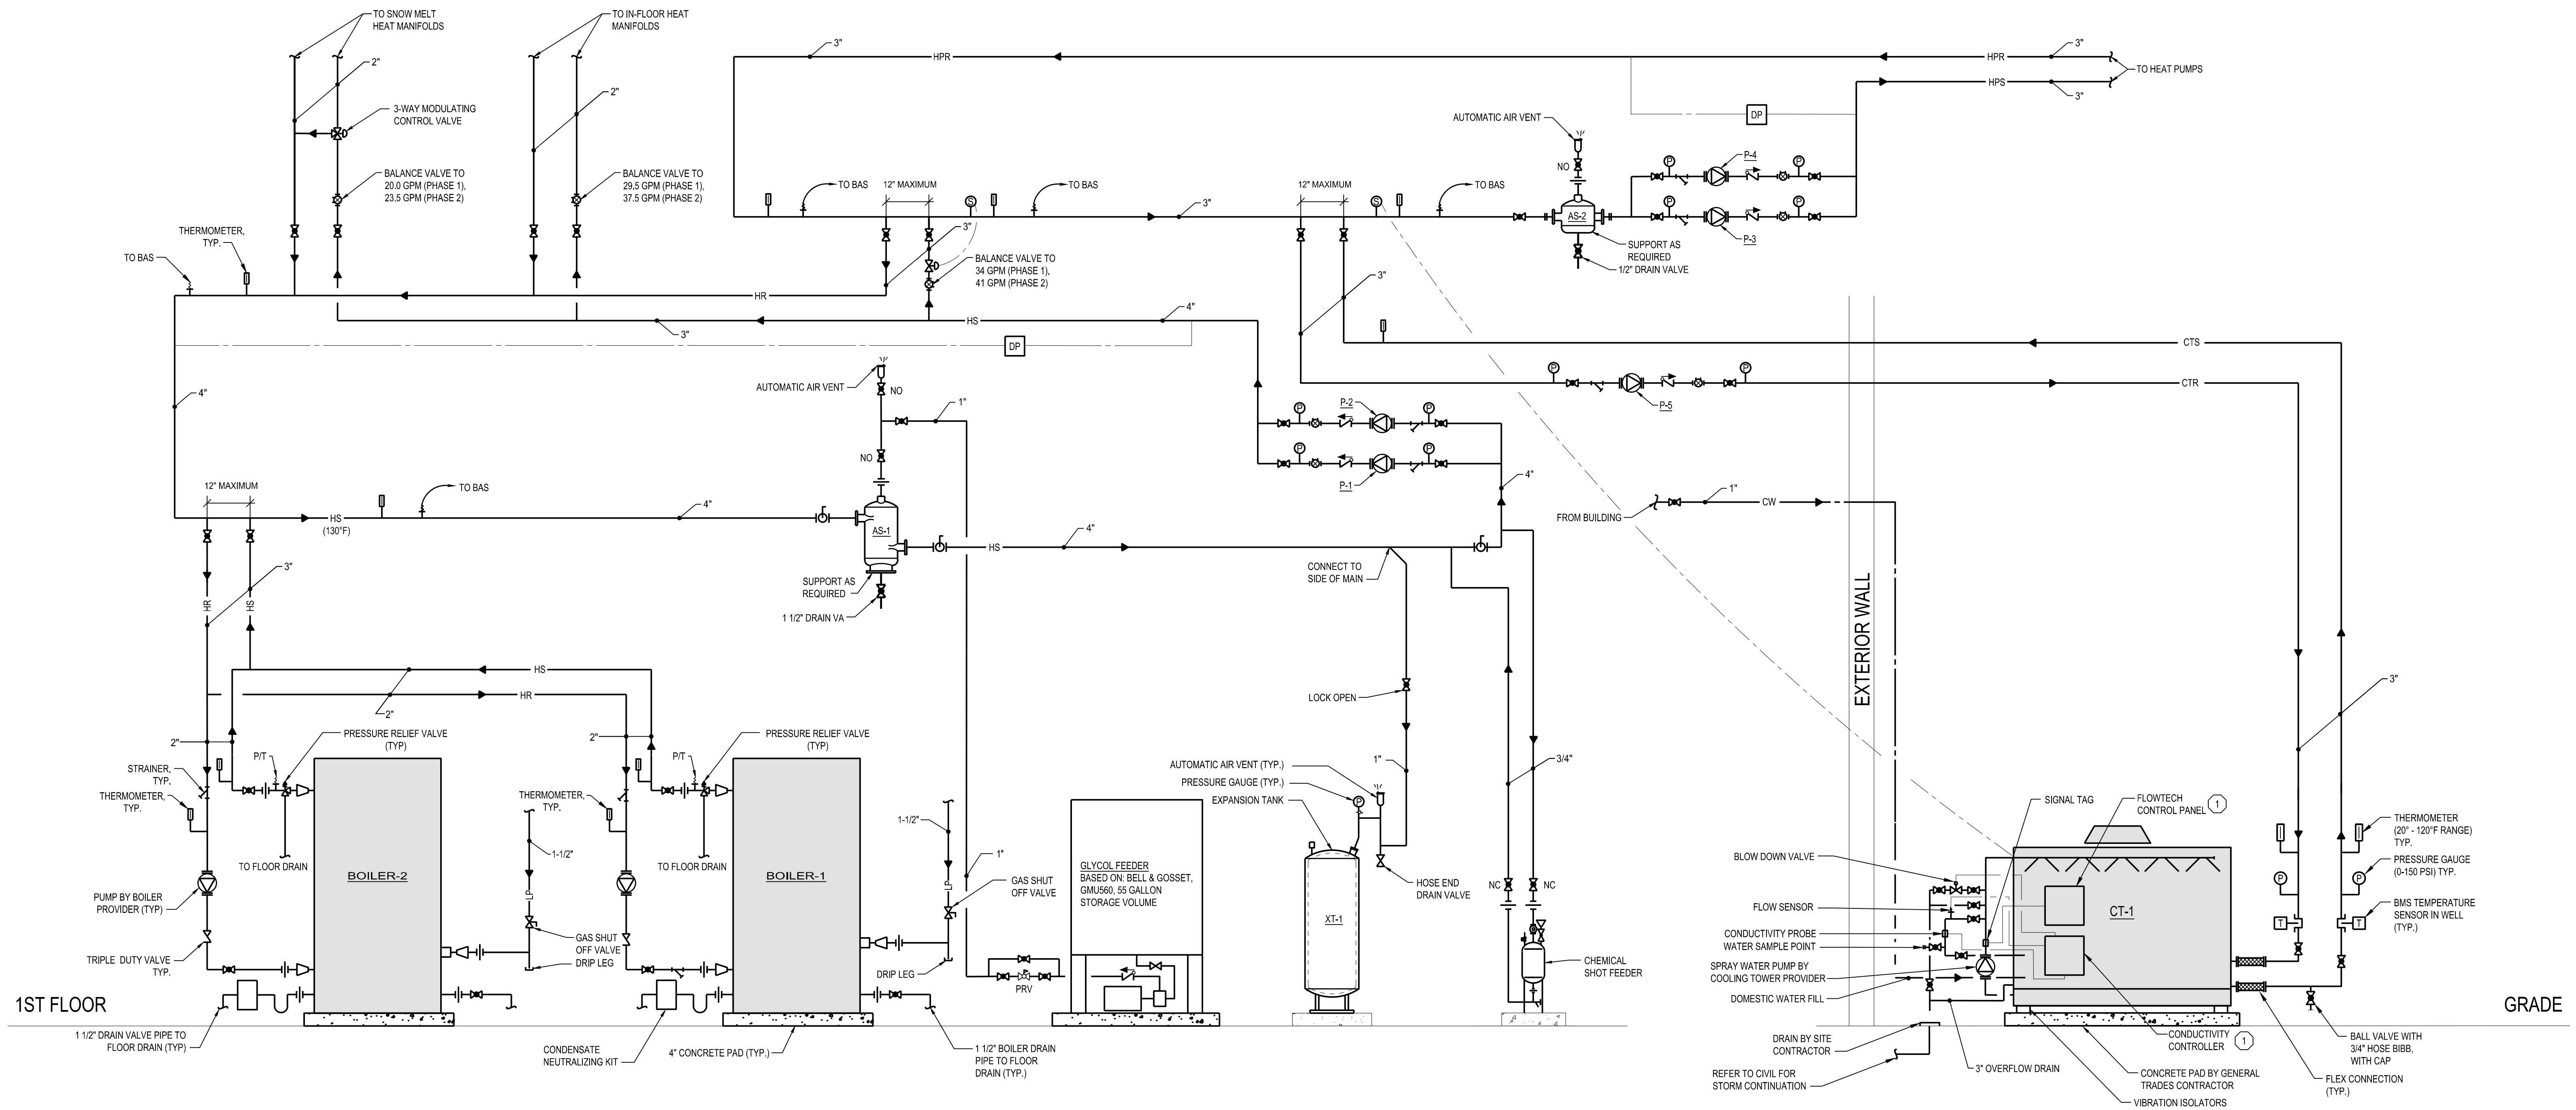 TO SNOW MELT
HEAT MANIFOLDS
TO IN-FLOOR HEAT
MANIFOLDS
2"
3-WAY MODULATING
CONTROL VALVE
2"
BALANCE VALVE TO
20.0 GPM (PHASE 1),
23.5 GPM (PHASE 2)
BALANCE VALVE TO
29.5 GPM (PHASE 1),
37.5 GPM (PHASE 2)
3"
HPR
HPR
3"
TO HEAT PUMPS
HPS
3"
DP
AUTOMATIC AIR VENT
NO
P
P-4
P
P
P-3
P
AS-2
SUPPORT AS
REQUIRED
1/2" DRAIN VALVE
TO BAS
12" MAXIMUM
S
TO BAS
3"
12" MAXIMUM
S
TO BAS
3"
BALANCE VALVE TO
34 GPM (PHASE 1),
41 GPM (PHASE 2)
THERMOMETER,
TYP.
TO BAS
HR
HS
3"
4"
DP
3"
CTS
CTR
P
P-5
P
4"
AUTOMATIC AIR VENT
NO
1"
NO
P
P-2
P
P
P-1
P
4"
12" MAXIMUM
TO BAS
HS
(130°F)
4"
AS-1
HS
4"
SUPPORT AS
REQUIRED
1 1/2" DRAIN VA
CONNECT TO
SIDE OF MAIN
FROM BUILDING
1"
CW
EXTERIOR WALL
3"
HR
HS
HS
HR
2"
LOCK OPEN
3"
2"
P/T
PRESSURE RELIEF VALVE
(TYP)
STRAINER,
TYP.
THERMOMETER,
TYP.
TO FLOOR DRAIN
BOILER-2
PUMP BY BOILER
PROVIDER (TYP)
TRIPLE DUTY VALVE
TYP.
1-1/2"
LP
GAS SHUT
OFF VALVE
DRIP LEG
2"
P/T
PRESSURE RELIEF VALVE
(TYP)
THERMOMETER,
TYP.
TO FLOOR DRAIN
BOILER-1
1-1/2"
LP
GAS SHUT
OFF VALVE
DRIP LEG
1"
PRV
GLYCOL FEEDER
BASED ON: BELL & GOSSET,
GMU560, 55 GALLON
STORAGE VOLUME
AUTOMATIC AIR VENT (TYP.)
PRESSURE GAUGE (TYP.)
EXPANSION TANK
P
1"
3/4"
HOSE END
DRAIN VALVE
XT-1
NC
NC
CHEMICAL
SHOT FEEDER
SIGNAL TAG
FLOWTECH
CONTROL PANEL
1
BLOW DOWN VALVE
FLOW SENSOR
CONDUCTIVITY PROBE
WATER SAMPLE POINT
SPRAY WATER PUMP BY
COOLING TOWER PROVIDER
DOMESTIC WATER FILL
CT-1
THERMOMETER
(20° - 120°F RANGE)
TYP.
P
P
PRESSURE GAUGE
(0-150 PSI) TYP.
T
T
BMS TEMPERATURE
SENSOR IN WELL
(TYP.)
1ST FLOOR
GRADE
1 1/2" DRAIN VALVE PIPE TO
FLOOR DRAIN (TYP)
CONDENSATE
NEUTRALIZING KIT
4" CONCRETE PAD (TYP.)
1 1/2" BOILER DRAIN
PIPE TO FLOOR
DRAIN (TYP.)
DRAIN BY SITE
CONTRACTOR
REFER TO CIVIL FOR
STORM CONTINUATION
3" OVERFLOW DRAIN
CONDUCTIVITY
CONTROLLER
1
CONCRETE PAD BY GENERAL
TRADES CONTRACTOR
VIBRATION ISOLATORS
BALL VALVE WITH
3/4" HOSE BIBB,
WITH CAP
FLEX CONNECTION
(TYP.)